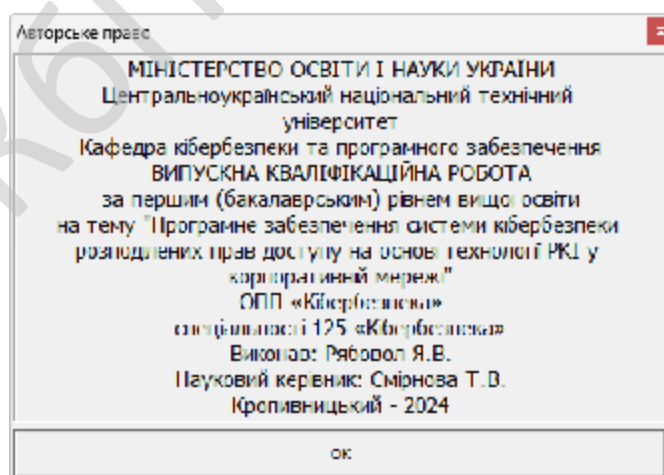 Авторське право
МІНІСТЕРСТВО ОСВІТИ І НАУКИ УКРАЇНИ
Центральноукраїнський національний технічний
університет
Кафедра кібербезпеки та програмного забезпечення
ВИПУСКНА КВАЛІФІКАЦІЙНА РОБОТА
за першим (бакалаврським) рівнем вищої освіти
на тему "Програмне забезпечення системи кібербезпеки
розподілених прав доступу на основі технології PKI у
корпоративній мережі"
ОПП «Кібербезпека»
спеціальності 125 «Кібербезпека»
Виконав: Рябовол Я.В.
Науковий керівник: Смірнова Т.В.
Кропивницький - 2024
ок